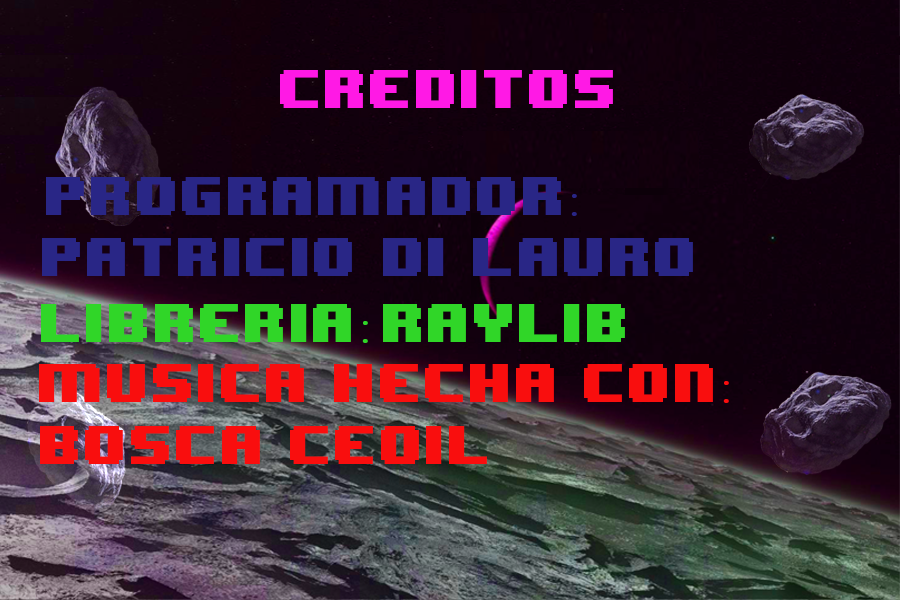 CREDITOS
PROGRAMADOR:
PATRICIO DI LAURO
LIBRERIA:RAYLIB
MUSICA HECHA CON:
BOSCA CEOIL